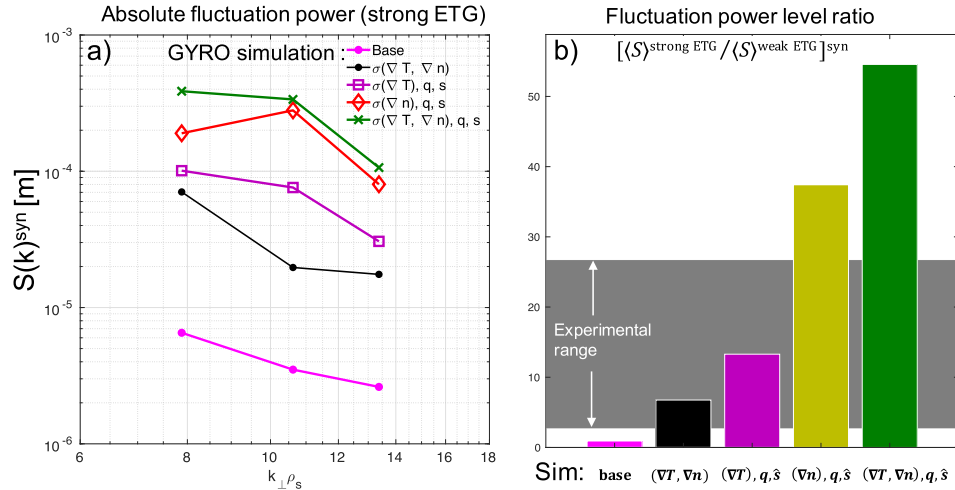 Absolute fluctuation power (strong ETG)
a)
GYRO simulation :
Base
σ(∇ T, ∇ n)
σ(∇ T), q, s
σ(∇ n), q, s
σ(∇ T, ∇ n), q, s
S(k)^syn [m]
10^-3
10^-4
10^-5
10^-6
6 8 10 12 14 16 18
k⊥ρs
Fluctuation power level ratio
b)
[⟨S⟩^strong ETG/⟨S⟩^weak ETG]^syn
50
40
30
20
10
0
Experimental
range
Sim: base (∇T, ∇n) (∇T), q, ŝ (∇n), q, ŝ (∇T, ∇n), q, ŝ